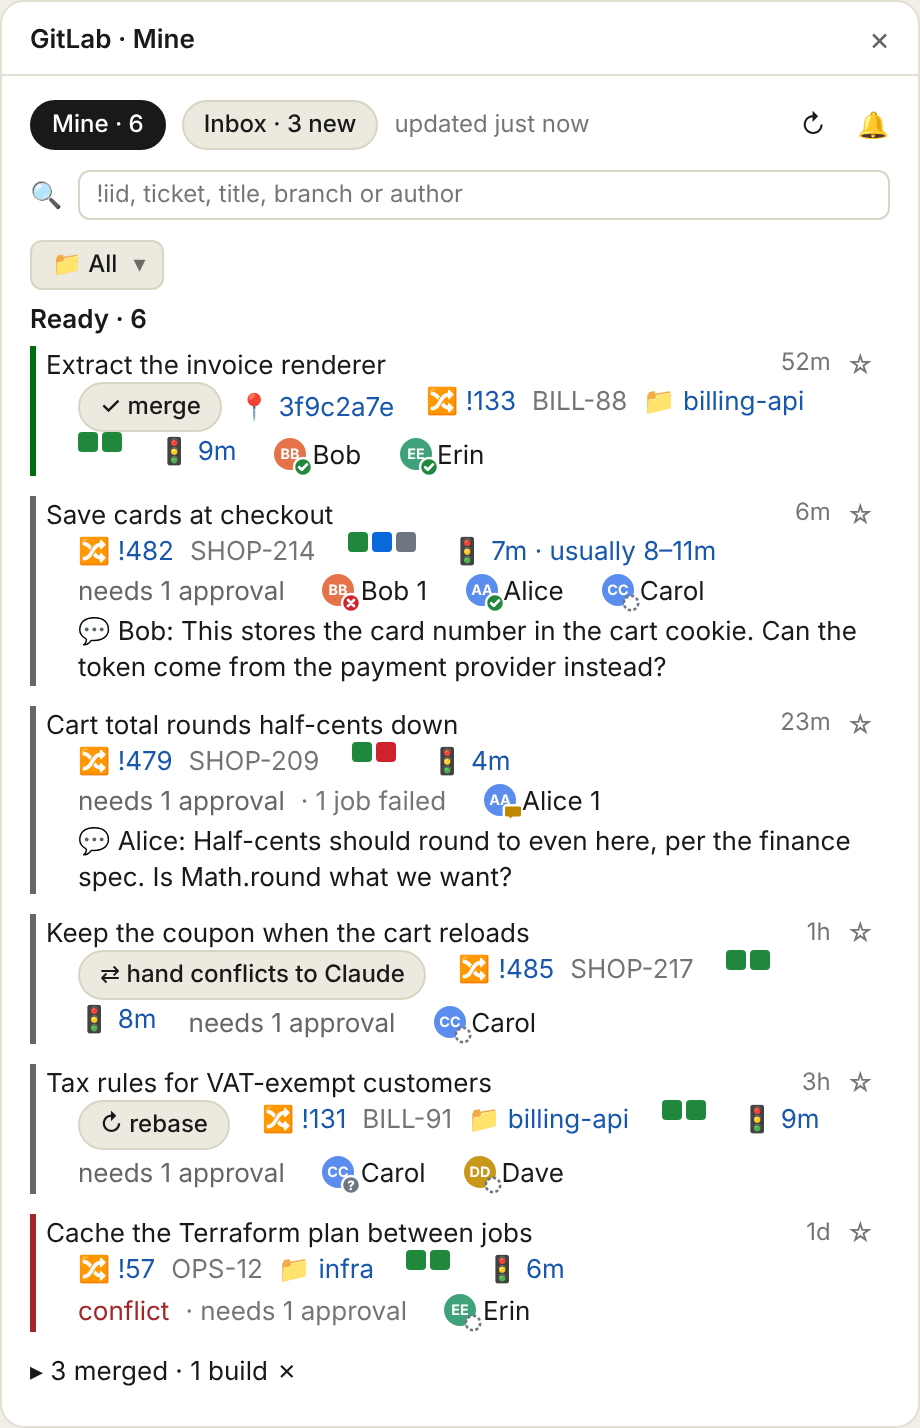 GitLab · Mine ×
Mine · 6 Inbox · 3 new updated just now ↻ 🔔
🔍 !iid, ticket, title, branch or author
📁 All ▾
Ready · 6
Extract the invoice renderer 52m ☆
✓ merge 📍 3f9c2a7e 🔀 !133 BILL-88 📁 billing-api
🚦 9m BB Bob EE Erin
Save cards at checkout 6m ☆
🔀 !482 SHOP-214 🚦 7m · usually 8–11m
needs 1 approval BB Bob 1 AA Alice CC Carol
💬 Bob: This stores the card number in the cart cookie. Can the
token come from the payment provider instead?
Cart total rounds half-cents down 23m ☆
🔀 !479 SHOP-209 🚦 4m
needs 1 approval · 1 job failed AA Alice 1
💬 Alice: Half-cents should round to even here, per the finance
spec. Is Math.round what we want?
Keep the coupon when the cart reloads 1h ☆
⇄ hand conflicts to Claude 🔀 !485 SHOP-217
🚦 8m needs 1 approval CC Carol
Tax rules for VAT-exempt customers 3h ☆
↻ rebase 🔀 !131 BILL-91 📁 billing-api 🚦 9m
needs 1 approval CC ? Carol DD Dave
Cache the Terraform plan between jobs 1d ☆
🔀 !57 OPS-12 📁 infra 🚦 6m
conflict · needs 1 approval EE Erin
▸ 3 merged · 1 build ×